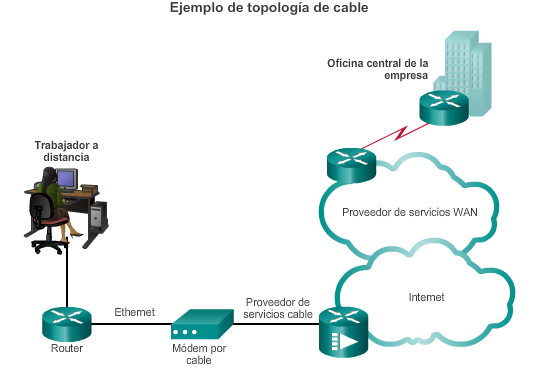 Ejemplo de topología de cable
Oficina central de la
empresa
Trabajador a
distancia
Proveedor de servicios WAN
Internet
Ethernet
Proveedor de
servicios cable
Router
Módem por
cable